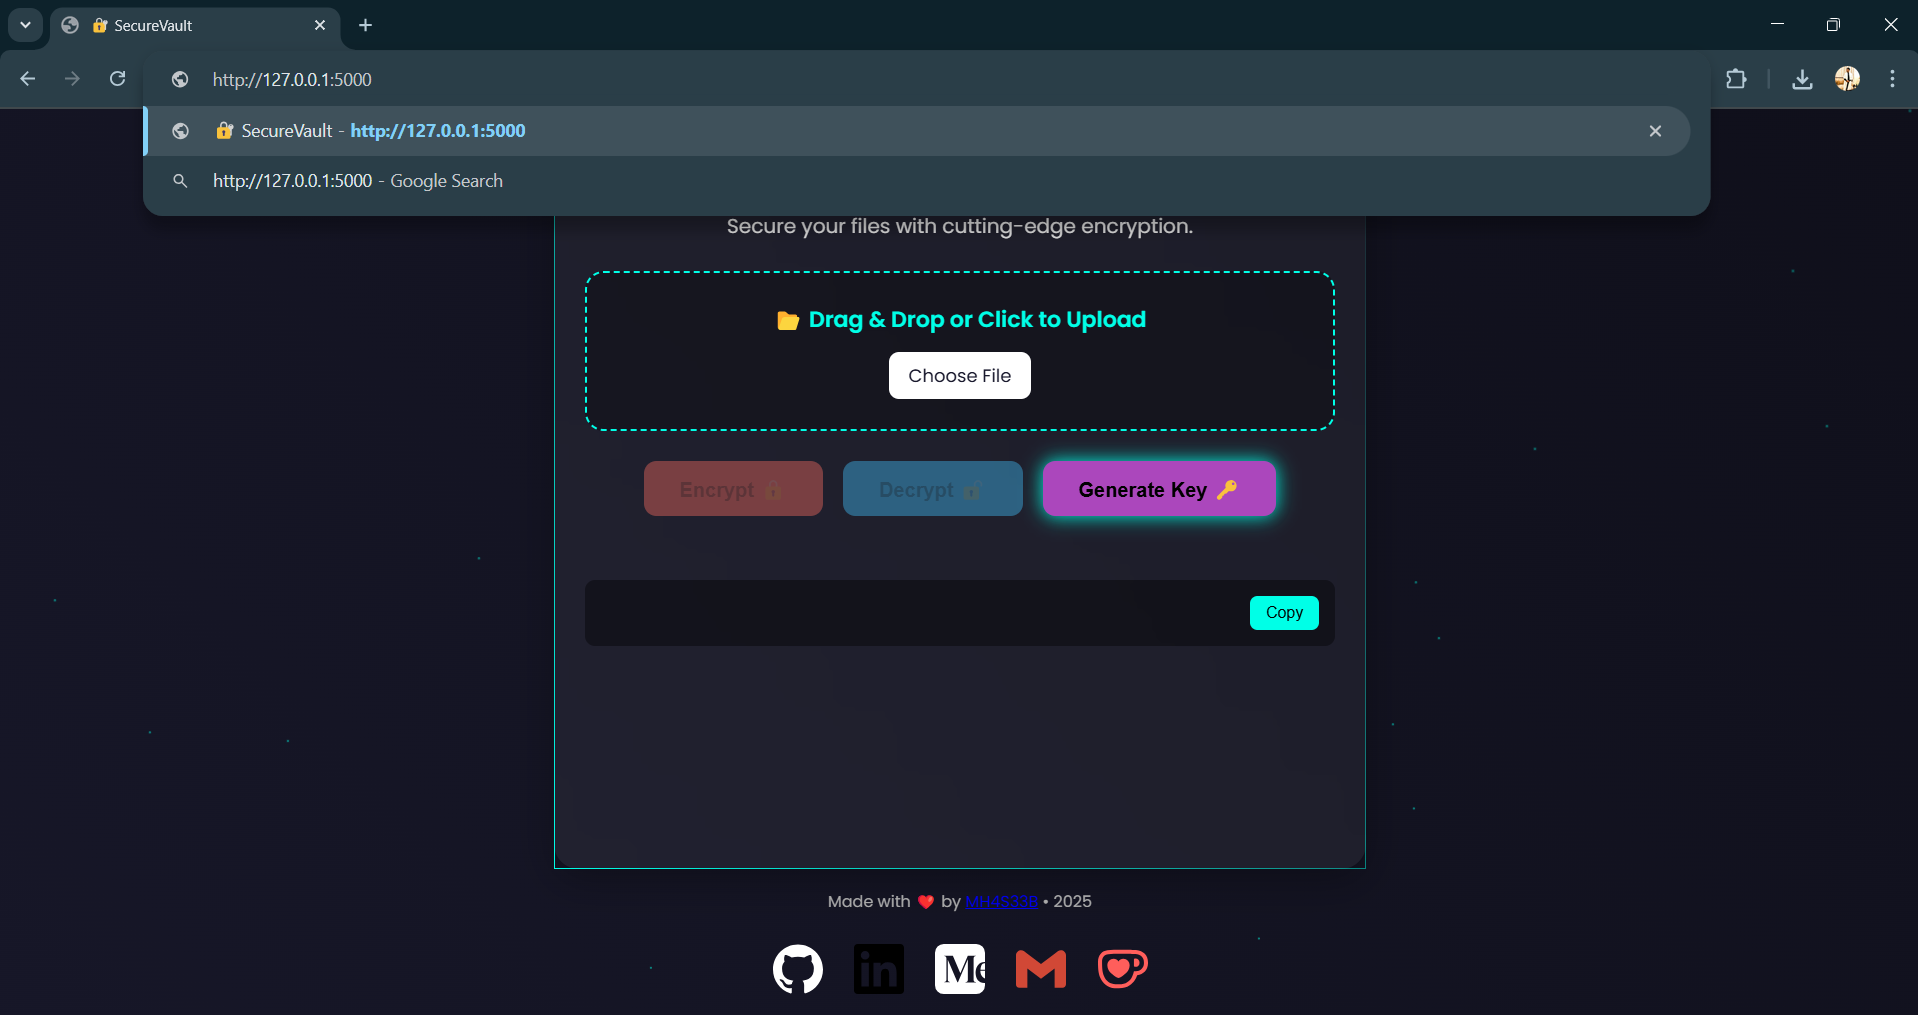 🔐 SecureVault
http://127.0.0.1:5000
🔐 SecureVault - http://127.0.0.1:5000
http://127.0.0.1:5000 - Google Search
Secure your files with cutting-edge encryption.
📂 Drag & Drop or Click to Upload
Choose File
Encrypt 🔒
Decrypt 🔓
Generate Key 🔑
Copy
Made with ❤️ by MH4S33B • 2025
in
Me